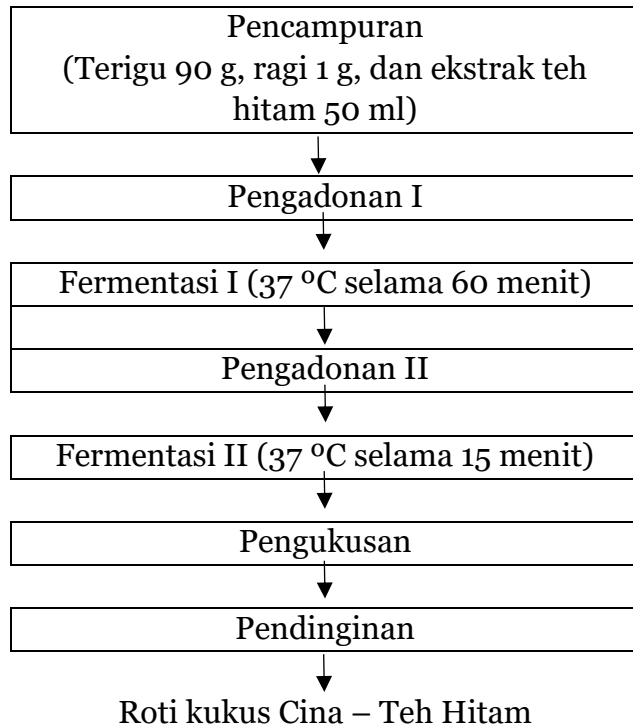 Pencampuran
(Terigu 90 g, ragi 1 g, dan ekstrak teh
hitam 50 ml)
Pengadonan I
Fermentasi I (37 ºC selama 60 menit)
Pengadonan II
Fermentasi II (37 ºC selama 15 menit)
Pengukusan
Pendinginan
Roti kukus Cina – Teh Hitam